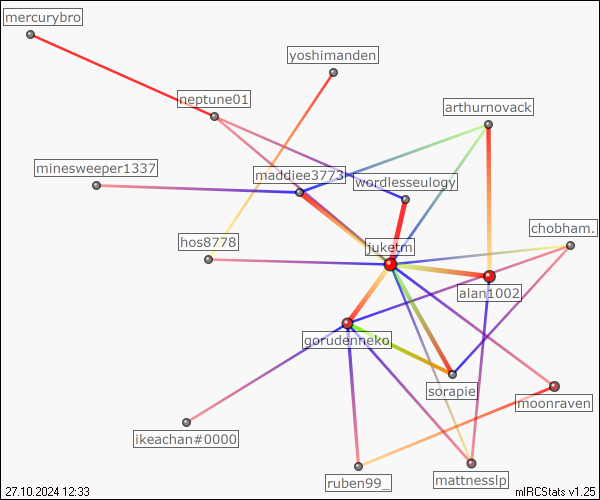 mercurybro
yoshimanden
neptune01
arthurnovack
minesweeper1337
maddiee3773
wordlesseulogy
chobham.
hos8778
juketm
alan1002
gorudenneko
sorapie
moonraven
ikeachan#0000
ruben99_
mattnesslp
27.10.2024 12:33
mIRCStats v1.25